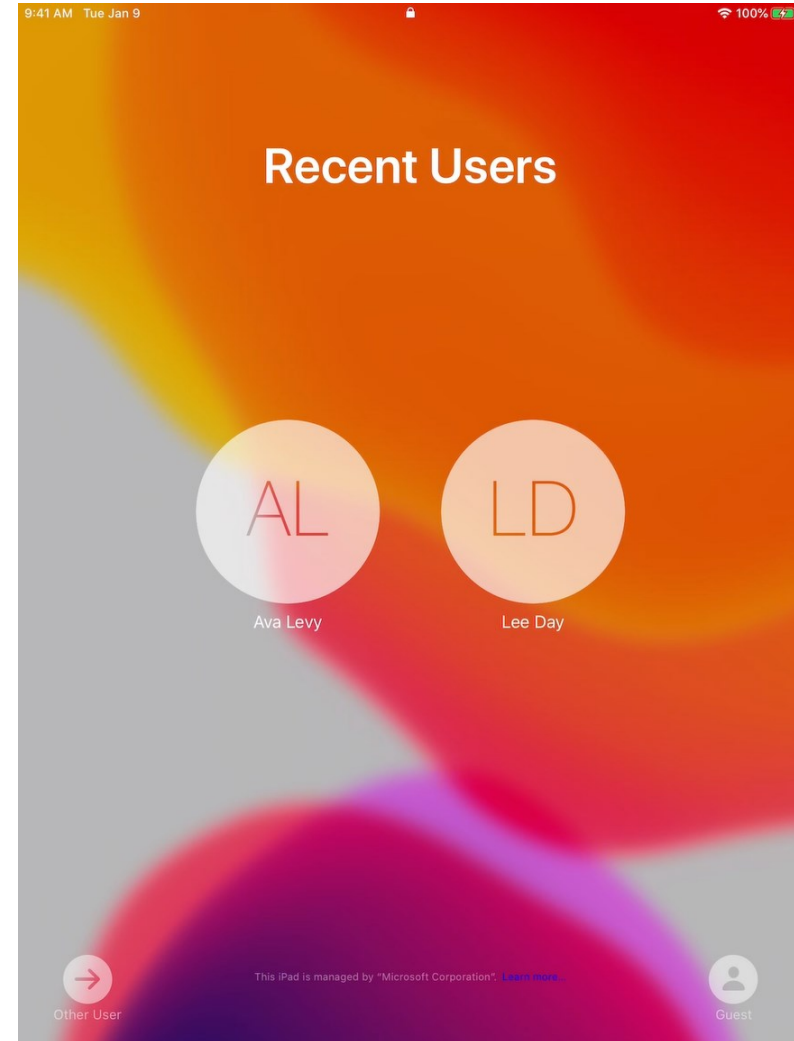 9:41 AM Tue Jan 9 100%
Recent Users
AL LD
Ava Levy Lee Day
This iPad is managed by "Microsoft Corporation". Learn more...
Other User Guest